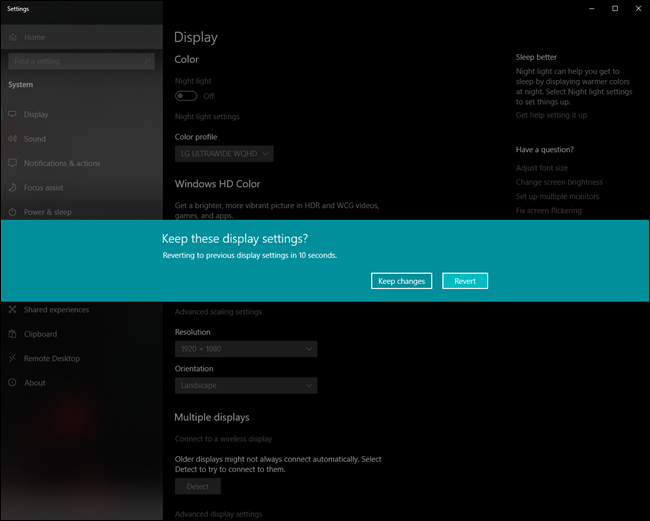 Settings
Home
Find a setting
System
Display
Sound
Notifications & actions
Focus assist
Power & sleep
Shared experiences
Clipboard
Remote Desktop
About
Display
Color
Night light
Off
Night light settings
Color profile
LG ULTRAWIDE WQHD
Windows HD Color
Get a brighter, more vibrant picture in HDR and WCG videos,
games, and apps.
Keep these display settings?
Reverting to previous display settings in 10 seconds.
Keep changes
Revert
Advanced scaling settings
Resolution
1920 × 1080
Orientation
Landscape
Multiple displays
Connect to a wireless display
Older displays might not always connect automatically. Select
Detect to try to connect to them.
Detect
Advanced display settings
Sleep better
Night light can help you get to
sleep by displaying warmer colors
at night. Select Night light settings
to set things up.
Get help setting it up
Have a question?
Adjust font size
Change screen brightness
Set up multiple monitors
Fix screen flickering